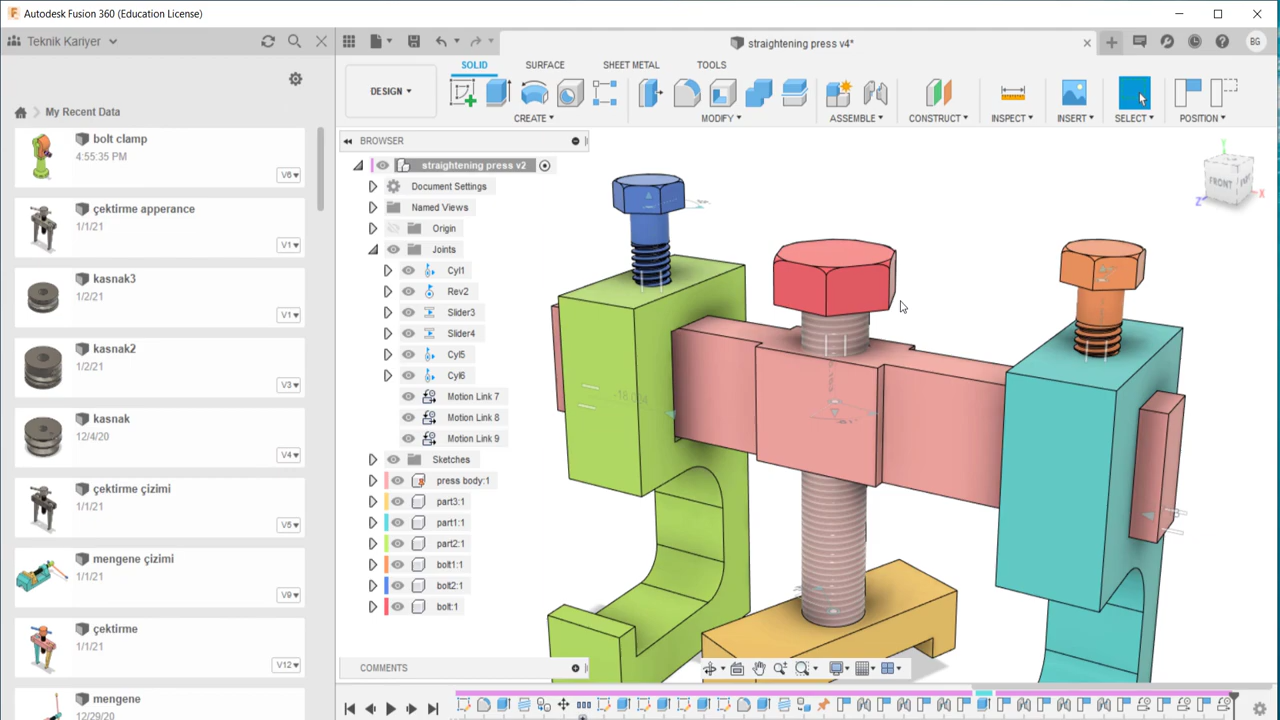 Autodesk Fusion 360 (Education License)
Teknik Kariyer
straightening press v4*
BG
My Recent Data
bolt clamp
4:55:35 PM
V6
çektirme apperance
1/1/21
V1
kasnak3
1/2/21
V1
kasnak2
1/2/21
V3
kasnak
12/4/20
V4
çektirme çizimi
1/1/21
V5
mengene çizimi
1/1/21
V9
çektirme
1/1/21
V12
mengene
12/29/20
DESIGN
SOLID SURFACE SHEET METAL TOOLS
CREATE MODIFY ASSEMBLE CONSTRUCT INSPECT INSERT SELECT POSITION
BROWSER
straightening press v2
Document Settings
Named Views
Origin
Joints
Cyl1
Rev2
Slider3
Slider4
Cyl5
Cyl6
Motion Link 7
Motion Link 8
Motion Link 9
Sketches
press body:1
part3:1
part1:1
part2:1
bolt1:1
bolt2:1
bolt:1
COMMENTS
Y
FRONT
X
Z